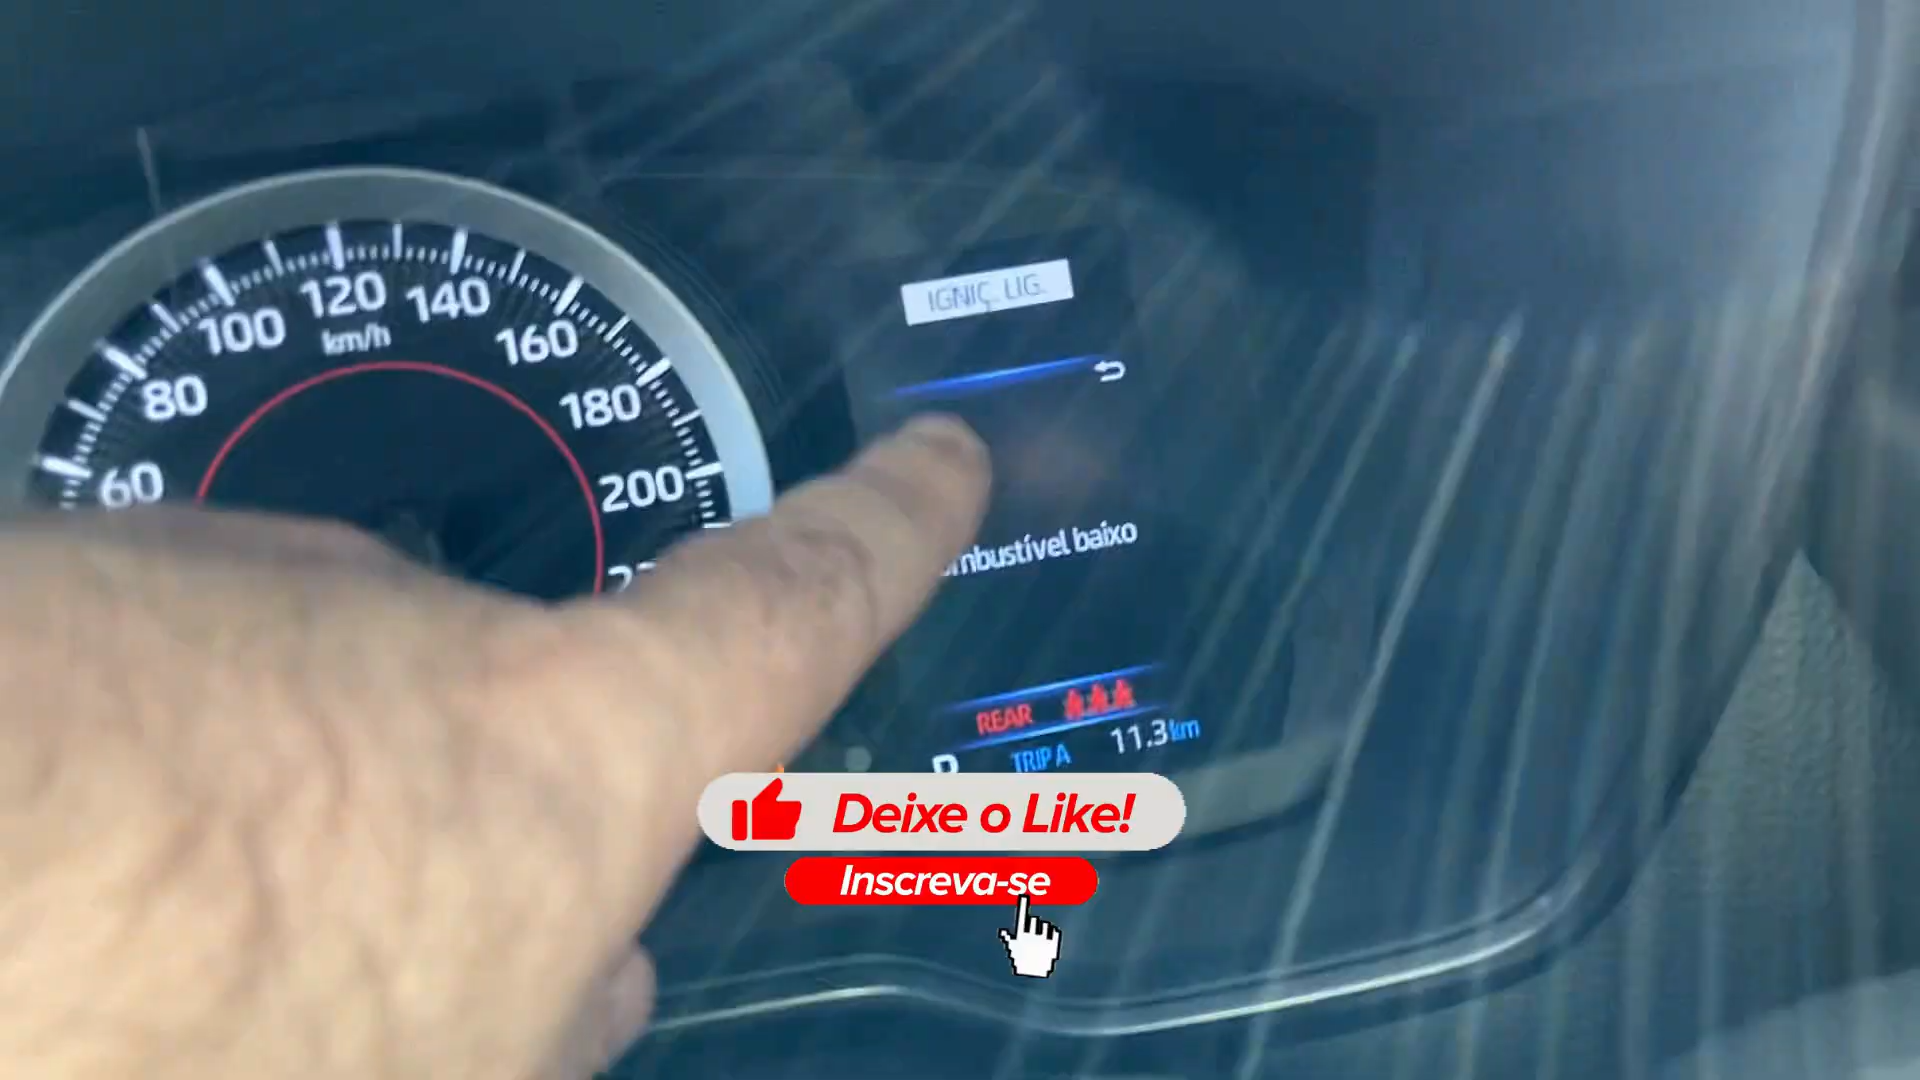 120
140
100
km/h
160
80
180
60
200
IGNIÇ. LIG.
mbustível baixo
REAR
TRIP A 11.3 km
Deixe o Like!
Inscreva-se